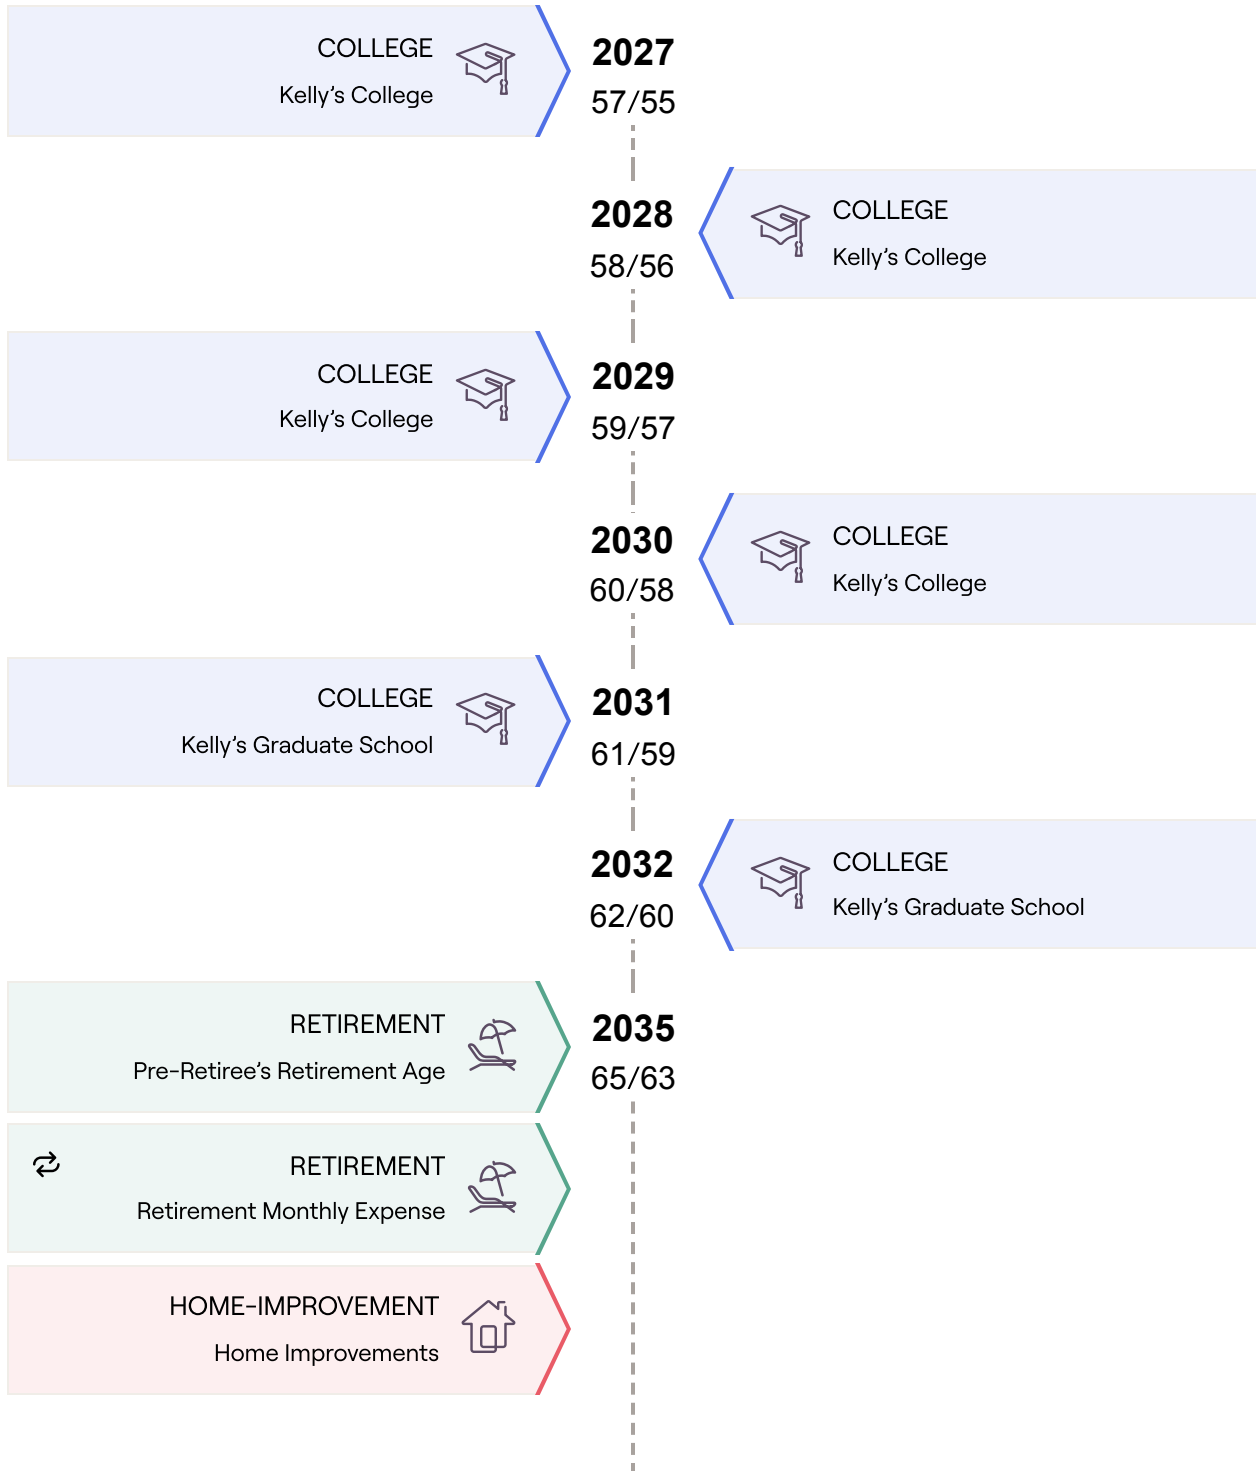 COLLEGE
Kelly’s College
2027
57/55
2028
58/56
COLLEGE
Kelly’s College
COLLEGE
Kelly’s College
2029
59/57
2030
60/58
COLLEGE
Kelly’s College
COLLEGE
Kelly’s Graduate School
2031
61/59
2032
62/60
COLLEGE
Kelly’s Graduate School
RETIREMENT
Pre-Retiree’s Retirement Age
2035
65/63
RETIREMENT
Retirement Monthly Expense
HOME-IMPROVEMENT
Home Improvements